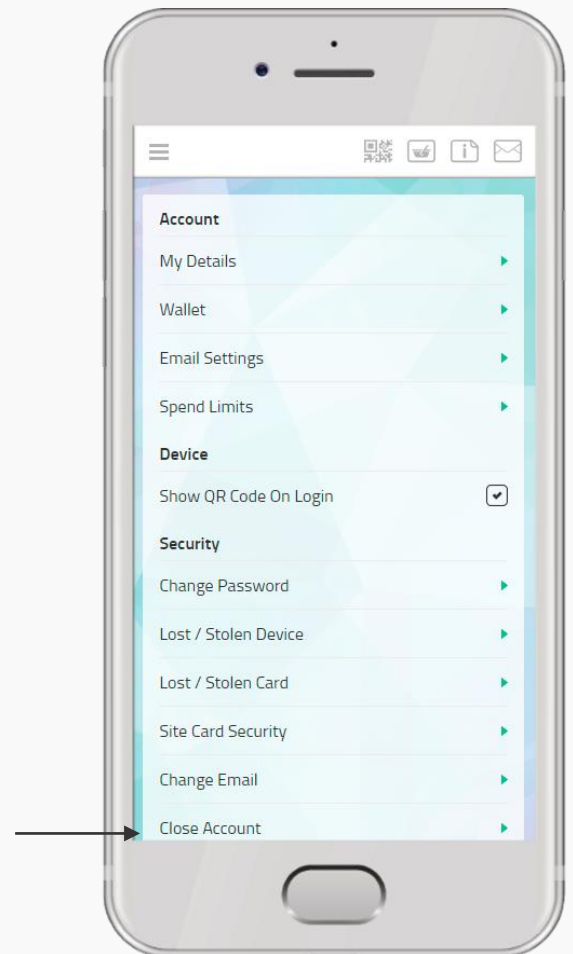 Account
My Details
Wallet
Email Settings
Spend Limits
Device
Show QR Code On Login
Security
Change Password
Lost / Stolen Device
Lost / Stolen Card
Site Card Security
Change Email
Close Account